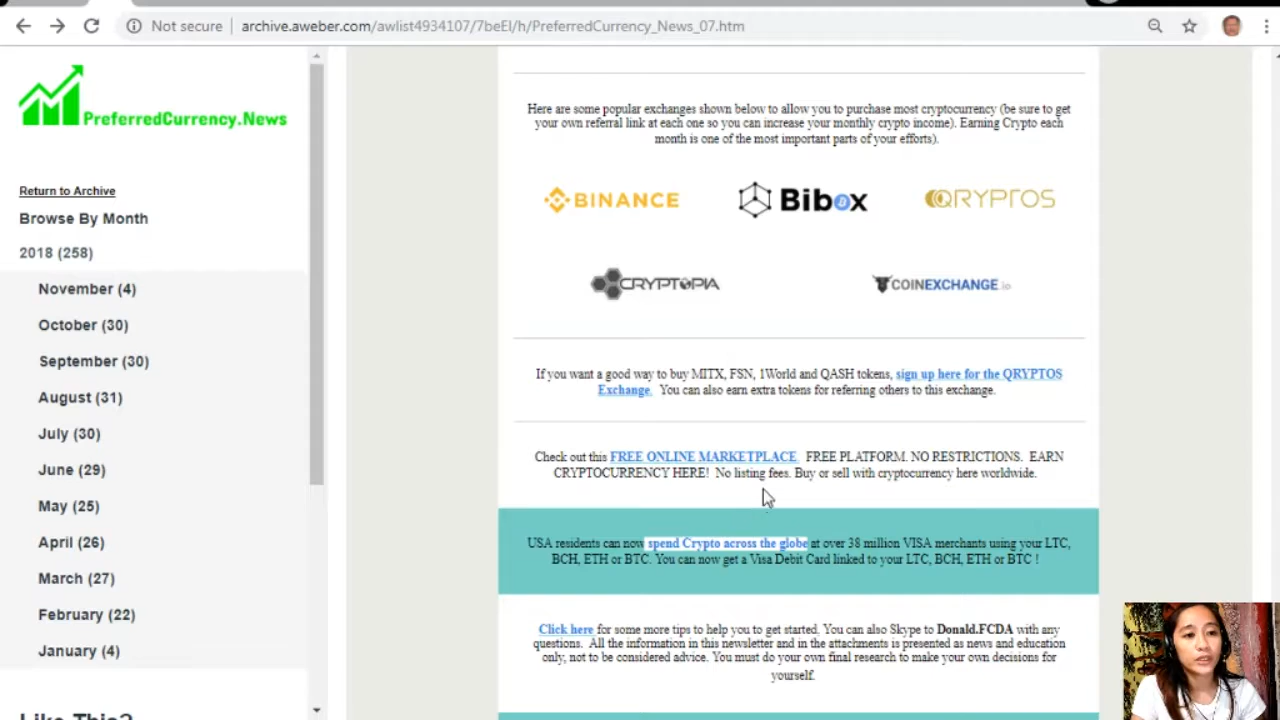 Not secure
archive.aweber.com/awlist4934107/7beEl/h/PreferredCurrency_News_07.htm
PreferredCurrency.News
Return to Archive
Browse By Month
2018 (258)
November (4)
October (30)
September (30)
August (31)
July (30)
June (29)
May (25)
April (26)
March (27)
February (22)
January (4)
Like This?
Here are some popular exchanges shown below to allow you to purchase most cryptocurrency (be sure to get
your own referral link at each one so you can increase your monthly crypto income). Earning Crypto each
month is one of the most important parts of your efforts).
BINANCE
Bibox
QRYPTOS
CRYPTOPIA
COINEXCHANGE.io
If you want a good way to buy MITX, FSN, 1World and QASH tokens, sign up here for the QRYPTOS
Exchange. You can also earn extra tokens for referring others to this exchange.
Check out this FREE ONLINE MARKETPLACE. FREE PLATFORM. NO RESTRICTIONS. EARN
CRYPTOCURRENCY HERE! No listing fees. Buy or sell with cryptocurrency here worldwide.
USA residents can now spend Crypto across the globe at over 38 million VISA merchants using your LTC,
BCH, ETH or BTC. You can now get a Visa Debit Card linked to your LTC, BCH, ETH or BTC !
Click here for some more tips to help you to get started. You can also Skype to Donald.FCDA with any
questions. All the information in this newsletter and in the attachments is presented as news and education
only, not to be considered advice. You must do your own final research to make your own decisions for
yourself.